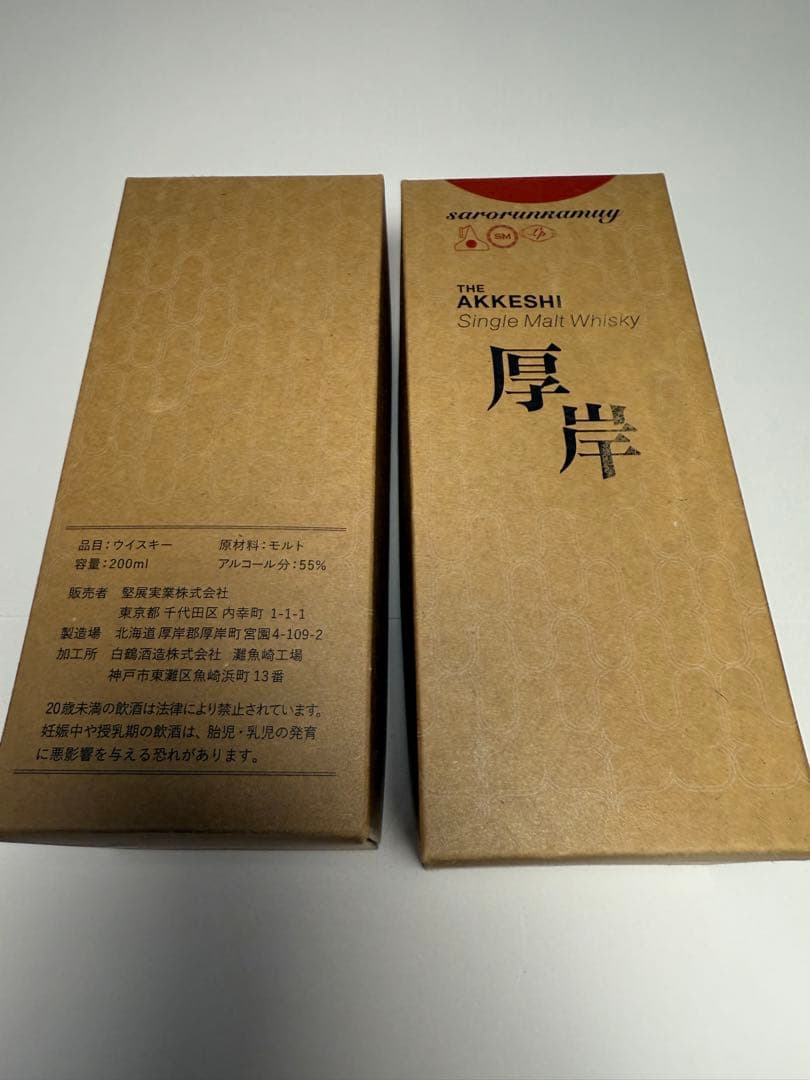 品目：ウイスキー　原材料：モルト
容量：200ml　アルコール分：55%
販売者　堅展実業株式会社
東京都 千代田区 内幸町 1-1-1
製造場　北海道 厚岸郡厚岸町 宮園4-109-2
加工所　白鶴酒造株式会社　灘魚崎工場
神戸市東灘区魚崎浜町 13番
20歳未満の飲酒は法律により禁止されています。
妊娠中や授乳期の飲酒は、胎児・乳児の発育
に悪影響を与える恐れがあります。
sarorunkamuy
SM
THE
AKKESHI
Single Malt Whisky
厚
岸